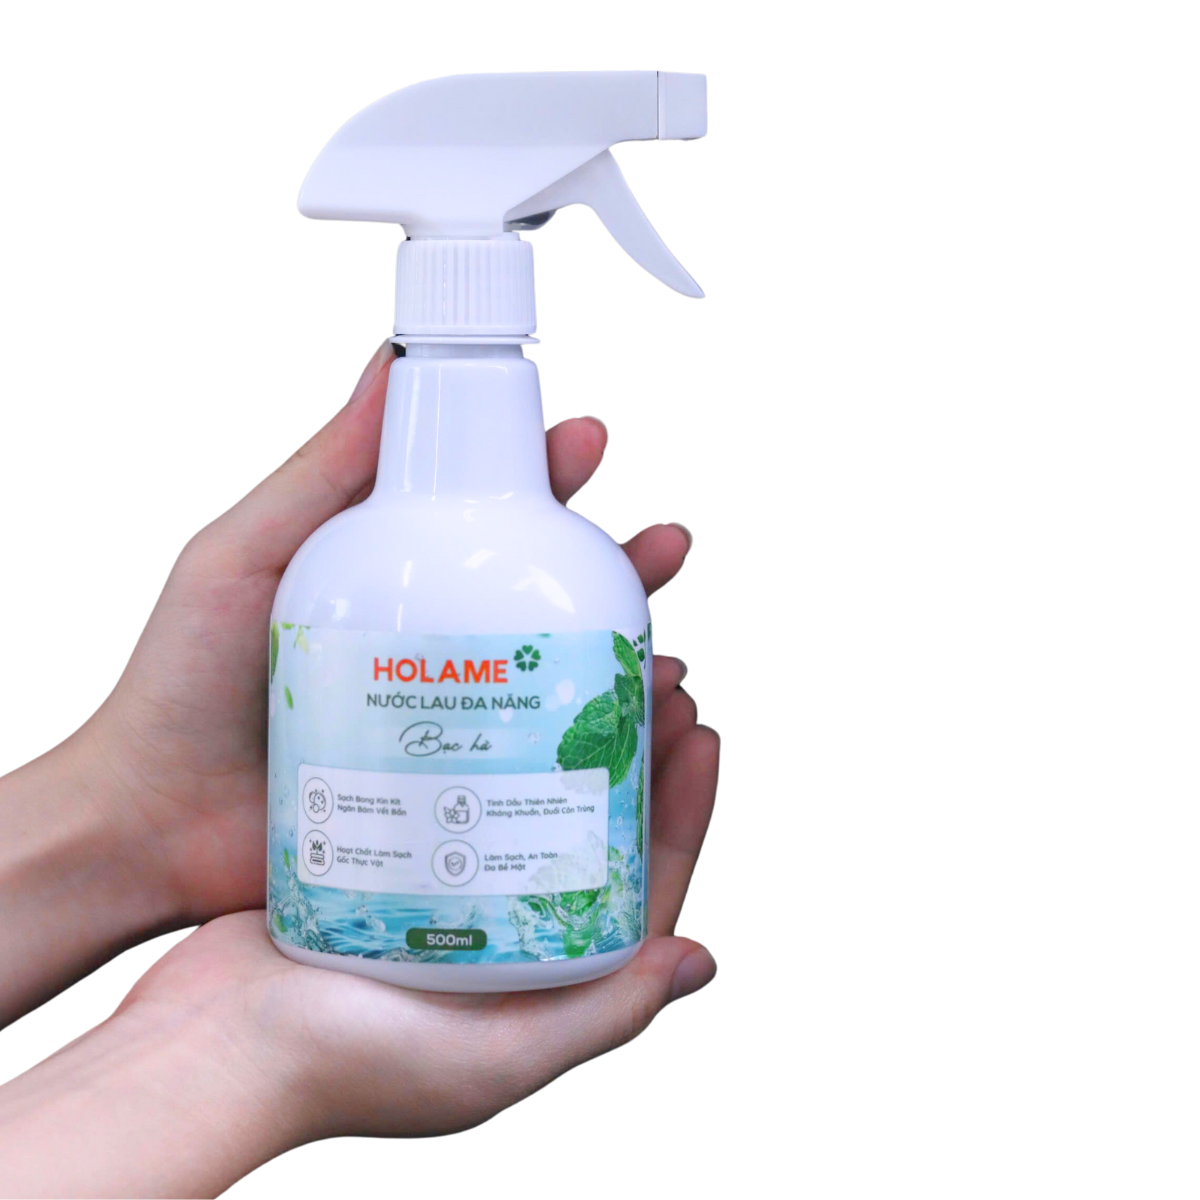 HOLAME
NƯỚC LAU ĐA NĂNG
Bạc hà
Sạch Bong Kin Kít
Ngăn Bám Vết Bẩn
Tinh Dầu Thiên Nhiên
Kháng Khuẩn, Đuổi Côn Trùng
Hoạt Chất Làm Sạch
Gốc Thực Vật
Làm Sạch, An Toàn
Đa Bề Mặt
500ml